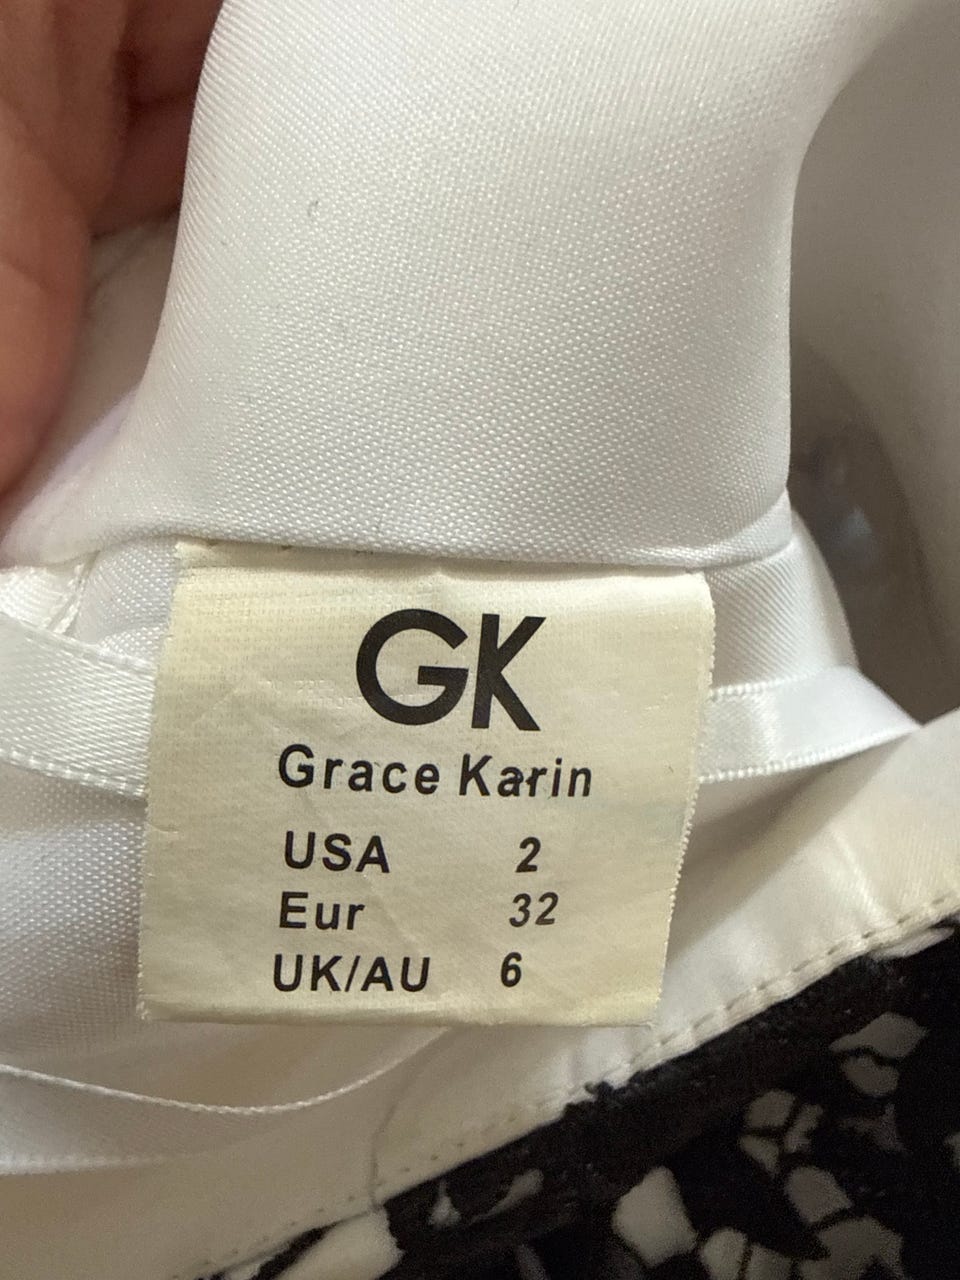 GK
Grace Karin
USA 2
Eur 32
UK/AU 6